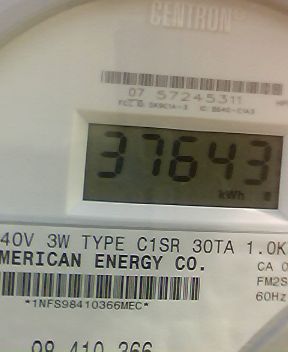 CENTRON®
07 57245311
37643
kWh
40V 3W TYPE C1SR 30TA 1.0K
MERICAN ENERGY CO.
CA 0
FM2S
*1NFS98410366MEC*
60Hz
98 410 366